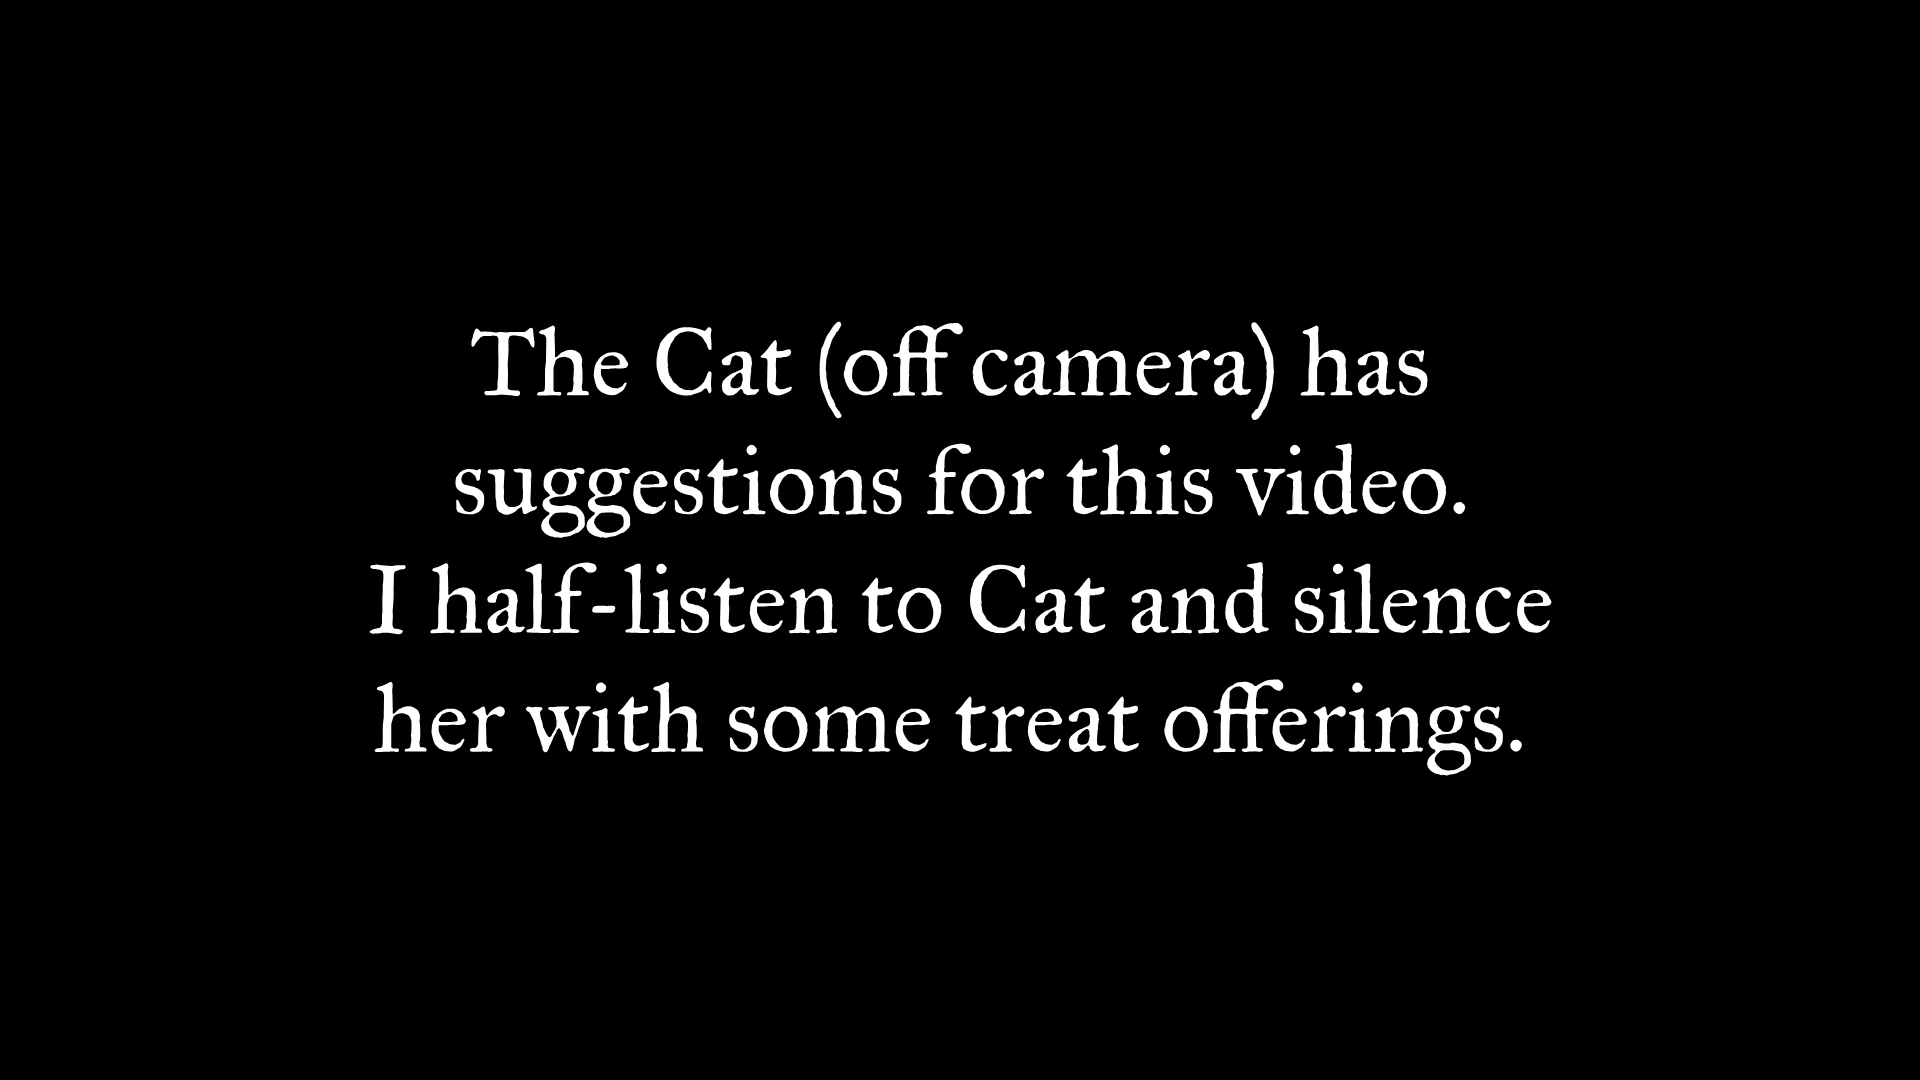 The Cat (off camera) has
suggestions for this video.
I half-listen to Cat and silence
her with some treat offerings.